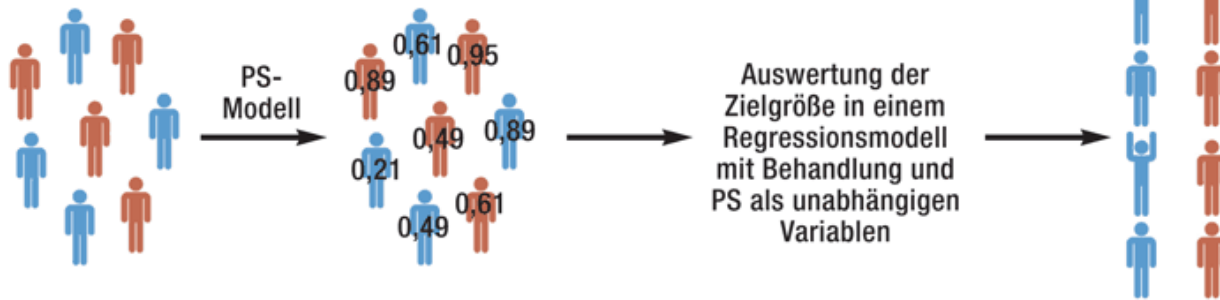 0,61
0,95
0,89
PS-
Modell
0,49
0,89
0,21
0,61
0,49
Auswertung der
Zielgröße in einem
Regressionsmodell
mit Behandlung und
PS als unabhängigen
Variablen